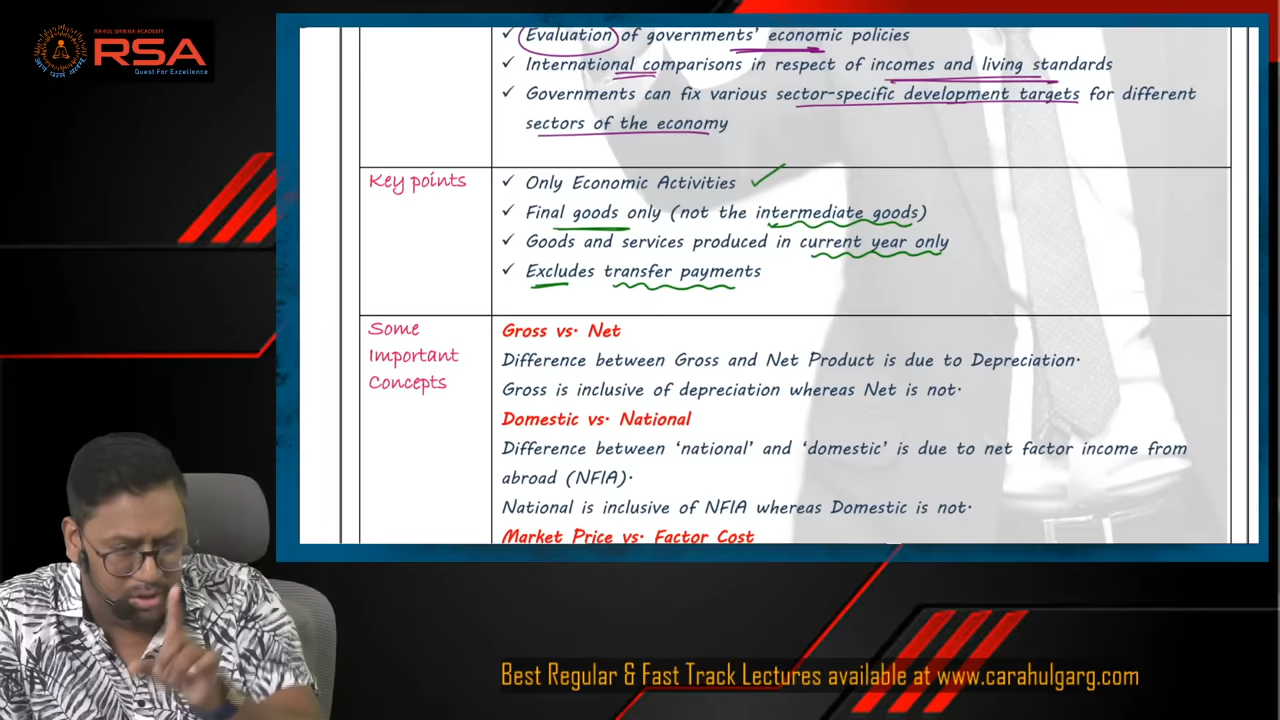 RAHUL SHIKHA ACADEMY
RSA
Quest For Excellence
✓ Evaluation of governments' economic policies
✓ International comparisons in respect of incomes and living standards
✓ Governments can fix various sector-specific development targets for different
sectors of the economy
Key points
✓ Only Economic Activities
✓ Final goods only (not the intermediate goods)
✓ Goods and services produced in current year only
✓ Excludes transfer payments
Some
Important
Concepts
Gross vs. Net
Difference between Gross and Net Product is due to Depreciation.
Gross is inclusive of depreciation whereas Net is not.
Domestic vs. National
Difference between 'national' and 'domestic' is due to net factor income from
abroad (NFIA).
National is inclusive of NFIA whereas Domestic is not.
Market Price vs. Factor Cost
Best Regular & Fast Track Lectures available at www.carahulgarg.com